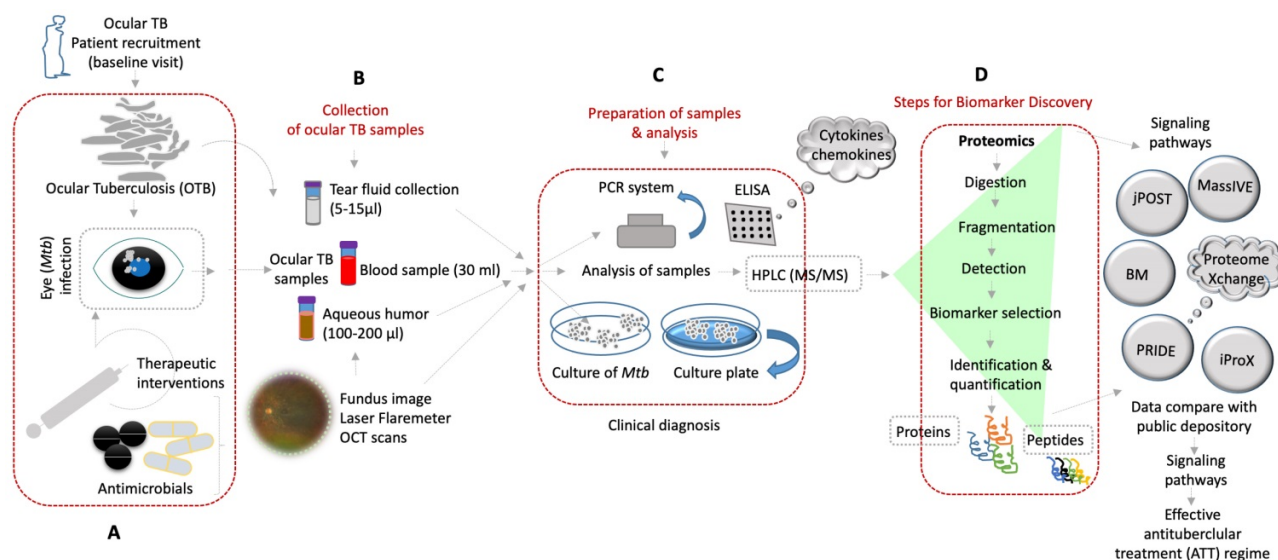 Ocular TB
Patient recruitment
(baseline visit)
Ocular Tuberculosis (OTB)
Eye (Mtb)
infection
Therapeutic
interventions
Antimicrobials
A
B
Collection
of ocular TB samples
Tear fluid collection
(5-15µl)
Ocular TB
samples
Blood sample (30 ml)
Aqueous humor
(100-200 µl)
Fundus image
Laser Flaremeter
OCT scans
C
Preparation of samples
& analysis
Cytokines
chemokines
PCR system
ELISA
Analysis of samples
HPLC (MS/MS)
Culture of Mtb
Culture plate
Clinical diagnosis
D
Steps for Biomarker Discovery
Proteomics
Digestion
Fragmentation
Detection
Biomarker selection
Identification &
quantification
Proteins
Peptides
Signaling
pathways
jPOST
MassIVE
BM
Proteome
Xchange
PRIDE
iProX
Data compare with
public depository
Signaling
pathways
Effective
antituberclular
treatment (ATT) regime